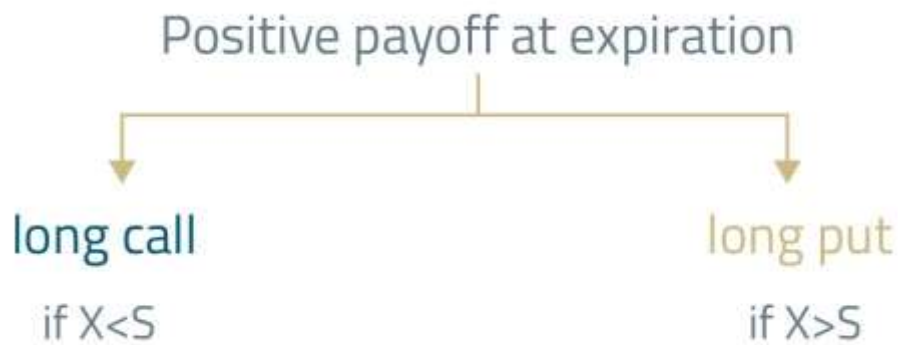 Positive payoff at expiration
long call
long put
if X<S
if X>S